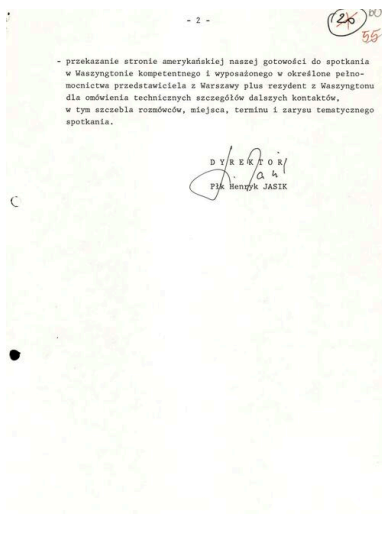 - 2 -
26
55
- przekazanie stronie amerykańskiej naszej gotowości do spotkania
w Waszyngtonie kompetentnego i wyposażonego w określone pełno-
mocnictwa przedstawiciela z Warszawy plus rezydent z Waszyngtonu
dla omówienia technicznych szczegółów dalszych kontaktów,
w tym szczebla rozmówców, miejsca, terminu i zarysu tematycznego
spotkania.
D Y R E K T O R
Płk Henryk JASIK